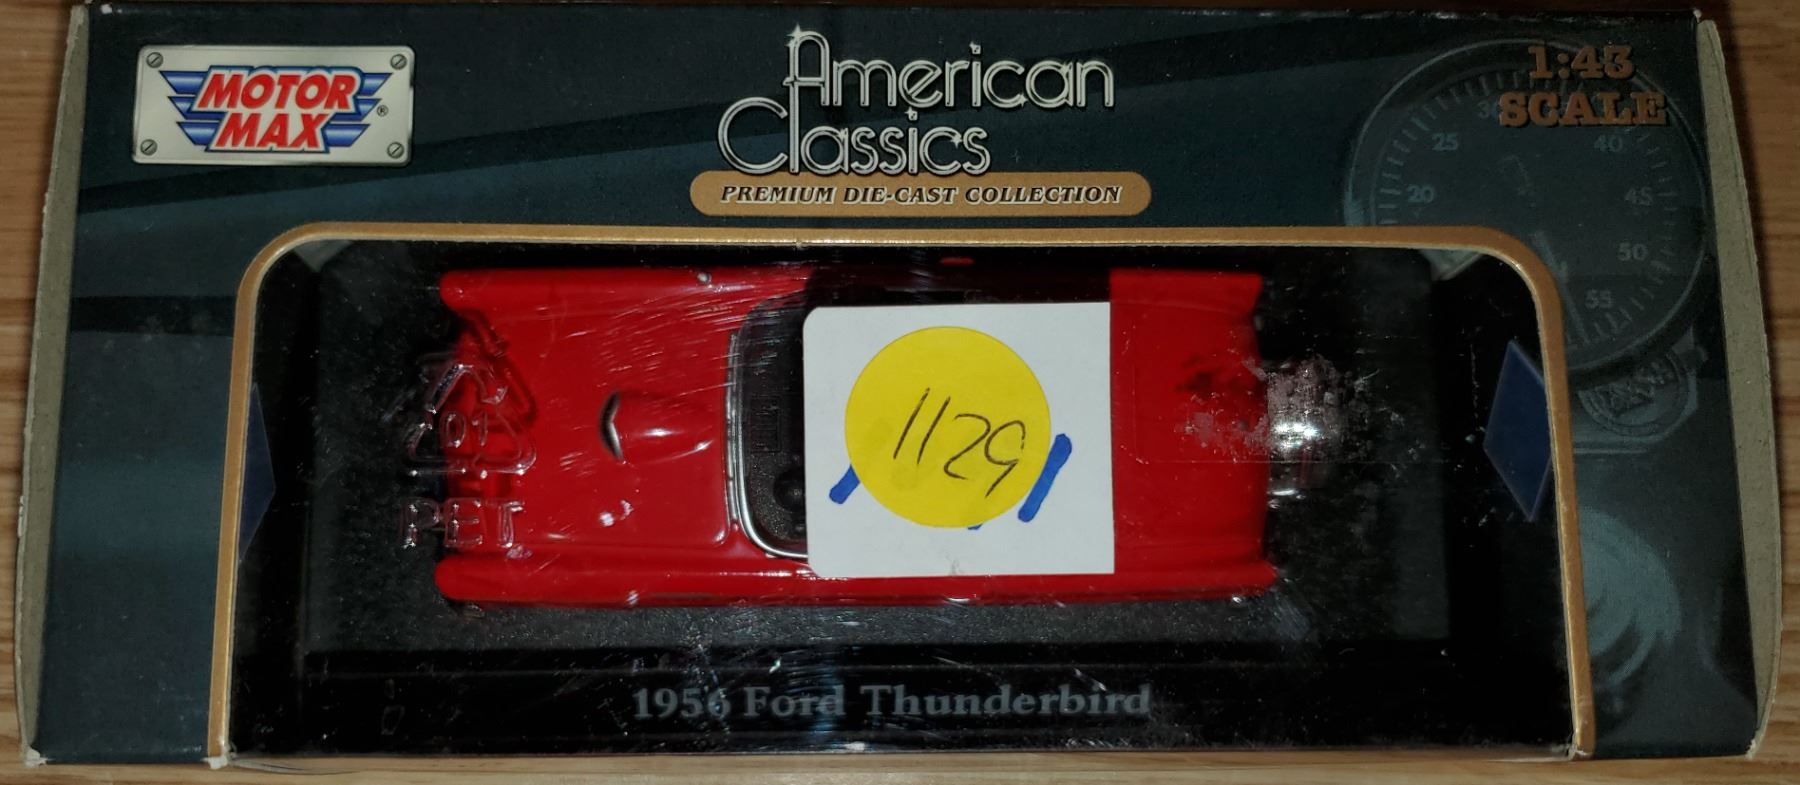 MOTOR
MAX®
American
Classics
PREMIUM DIE-CAST COLLECTION
1:43
SCALE
20
25
30
40
45
50
55
01
PET
1129
1956 Ford Thunderbird